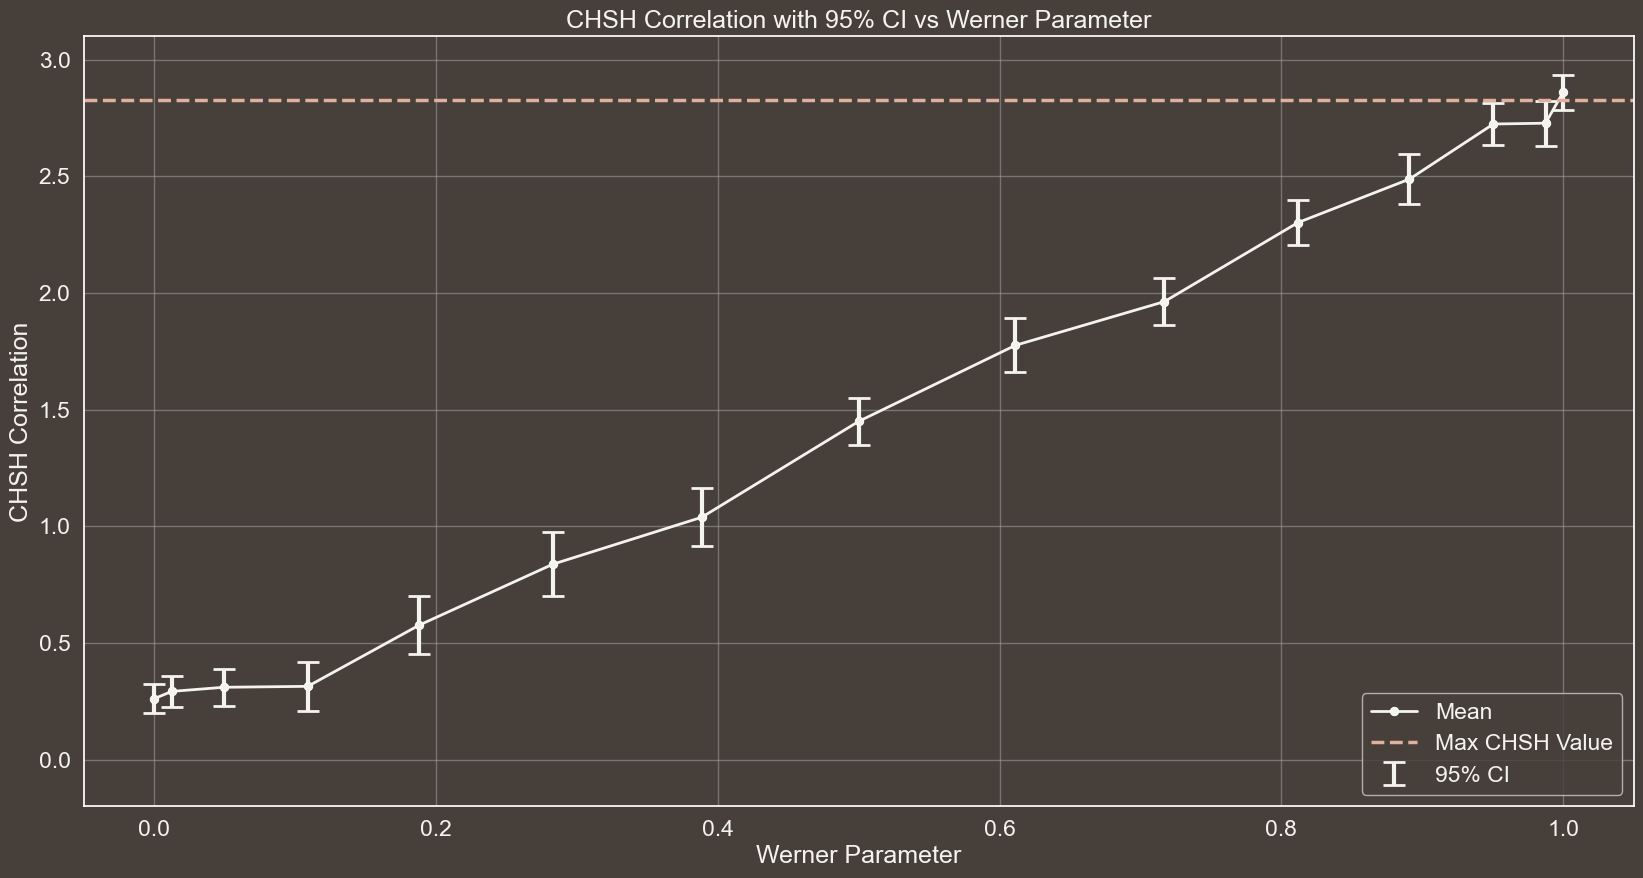 CHSH Correlation with 95% CI vs Werner Parameter
3.0
2.5
2.0
1.5
1.0
0.5
0.0
CHSH Correlation
0.0 0.2 0.4 0.6 0.8 1.0
Werner Parameter
Mean
Max CHSH Value
95% CI